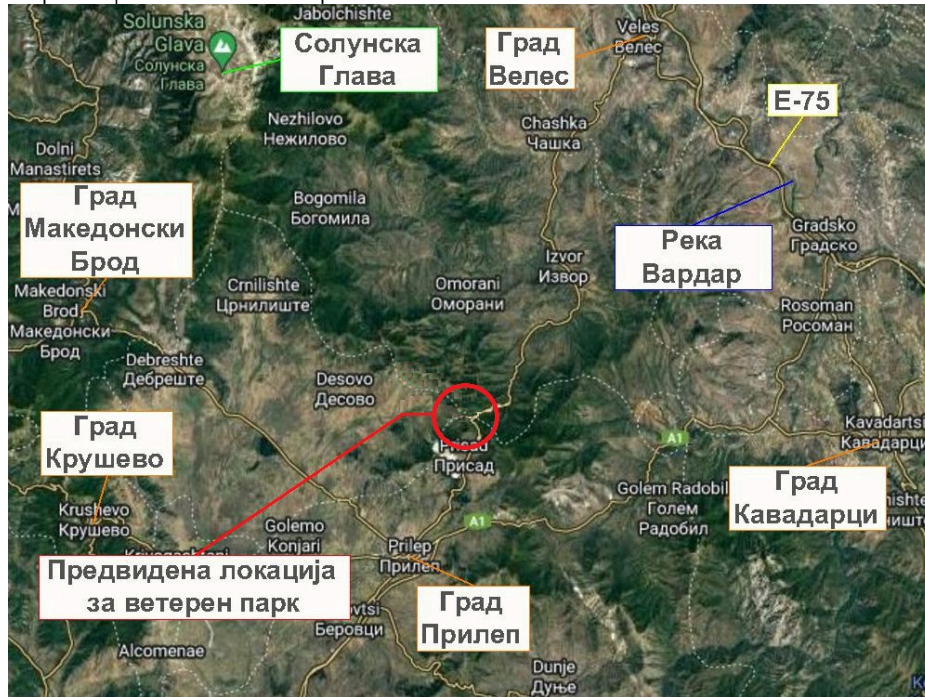 Jabolchishte
Solunska
Glava
Солунска
Глава
Солунска
Глава
Град
Велес
Veles
Велес
E-75
Nezhilovo
Нежилово
Chashka
Чашка
Dolni
Manastirets
Град
Македонски
Брод
Bogomila
Богомила
Река
Вардар
Gradsko
Градско
Izvor
Извор
Makedonski
Brod
Македонски
Брод
Crnilishte
Црнилиште
Omorani
Оморани
Rosoman
Росоман
Debreshte
Дебреште
Desovo
Десово
Град
Крушево
Prisad
Присад
A1
Kavadartsi
Кавадарци
Golem Radobil
Голем
Радобил
Град
Кавадарци
Krushevo
Крушево
Golemo
Konjari
A1
Prilep
Прилеп
Предвидена локација
за ветерен парк
Град
Прилеп
Беровци
Alcomenae
Dunje
Дуње